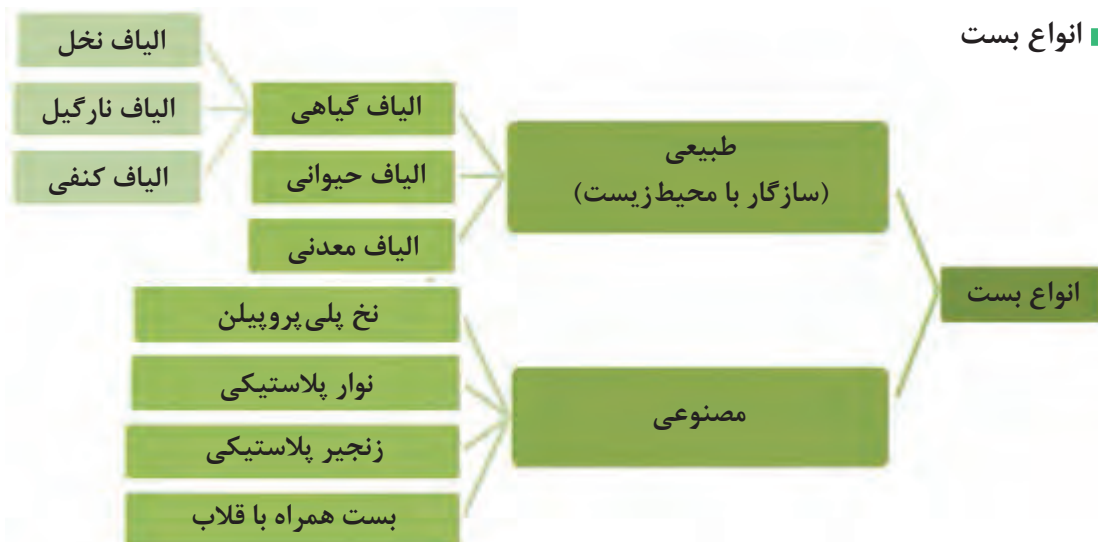 انواع بست
انواع بست
طبیعی
(سازگار با محیط‌زیست)
الیاف گیاهی
الیاف نخل
الیاف نارگیل
الیاف کنفی
الیاف حیوانی
الیاف معدنی
مصنوعی
نخ پلی‌پروپیلن
نوار پلاستیکی
زنجیر پلاستیکی
بست همراه با قلاب